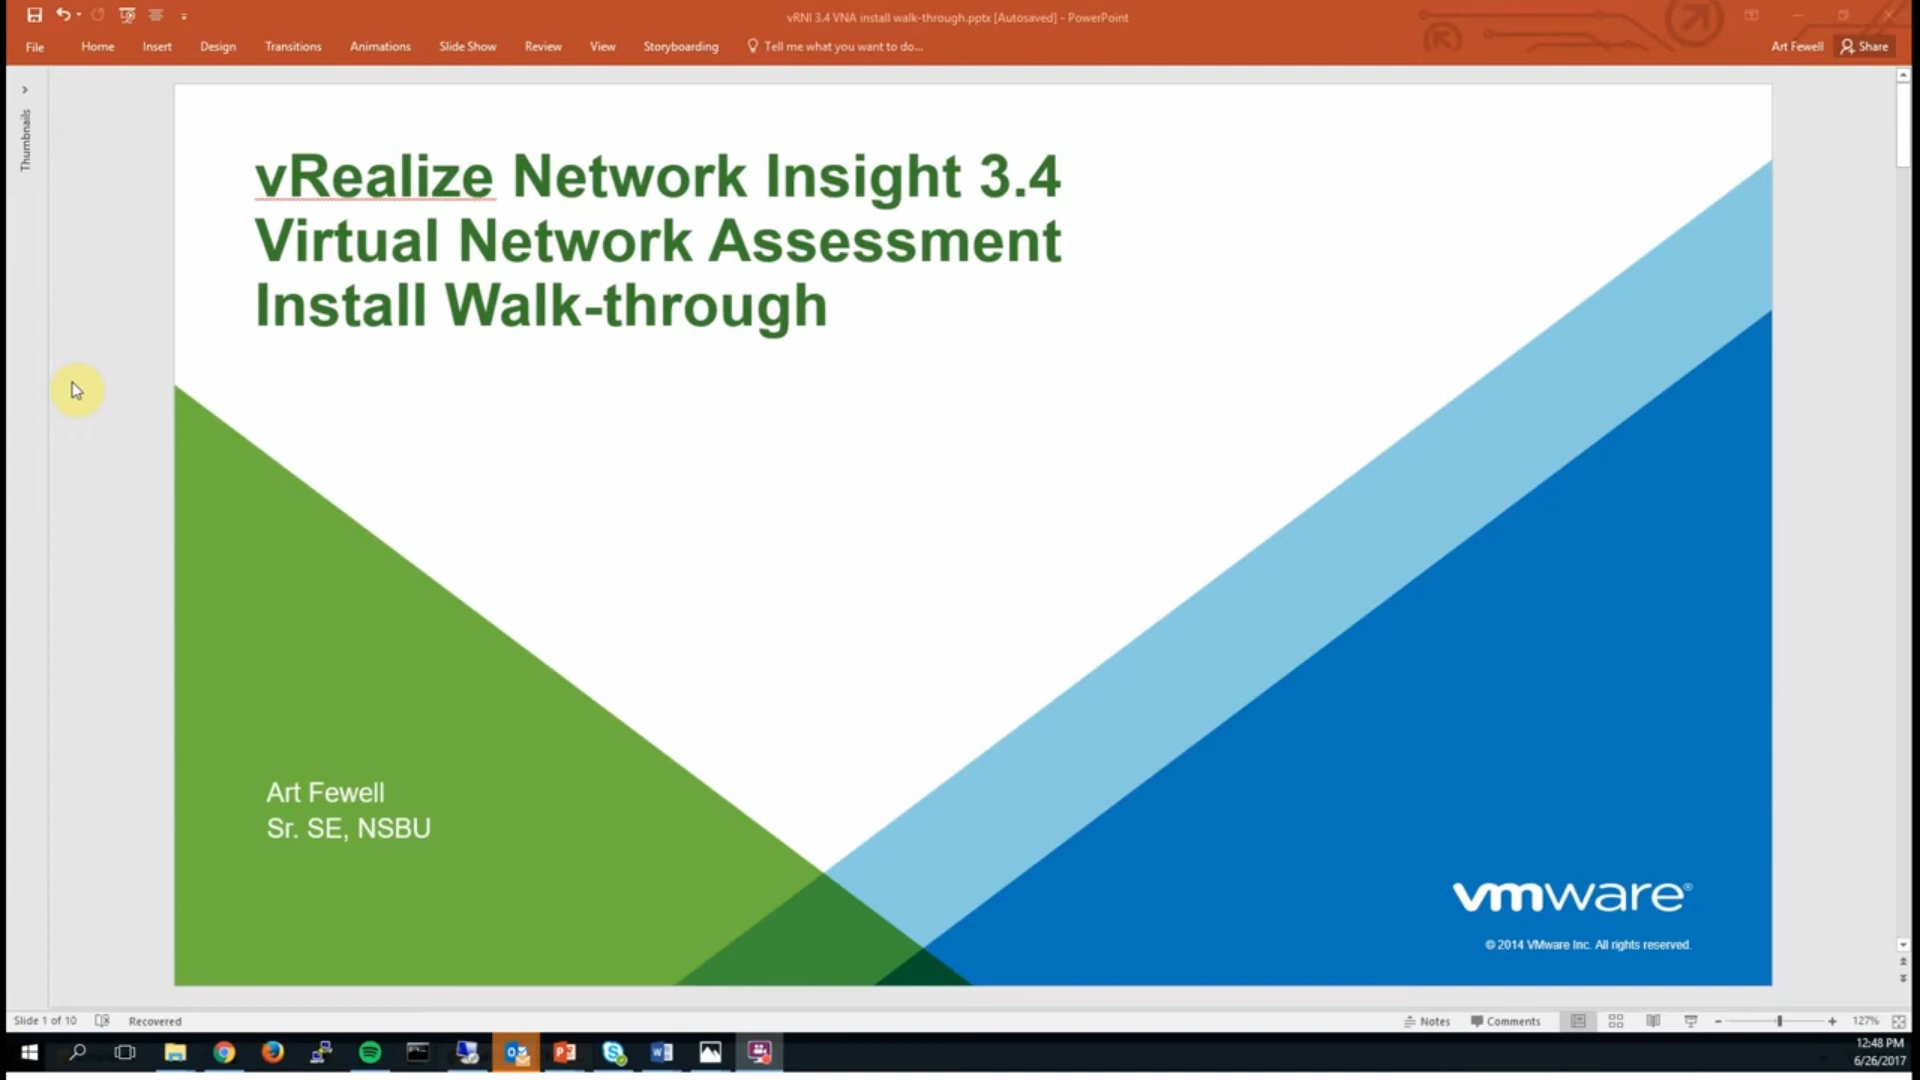 vRNI 3.4 VNA install walk-through.pptx [Autosaved] - PowerPoint
File Home Insert Design Transitions Animations Slide Show Review View Storyboarding Tell me what you want to do... Art Fewell Share
Thumbnails
vRealize Network Insight 3.4
Virtual Network Assessment
Install Walk-through
Art Fewell
Sr. SE, NSBU
vmware®
© 2014 VMware Inc. All rights reserved.
Slide 1 of 10 Recovered Notes Comments 127%
12:48 PM
6/26/2017